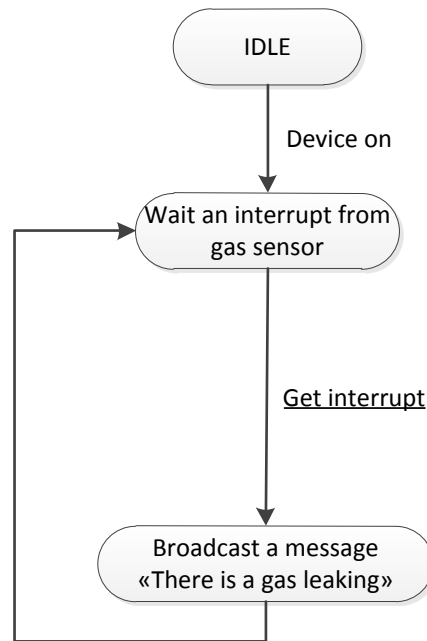 IDLE
Device on
Wait an interrupt from
gas sensor
Get interrupt
Broadcast a message
«There is a gas leaking»